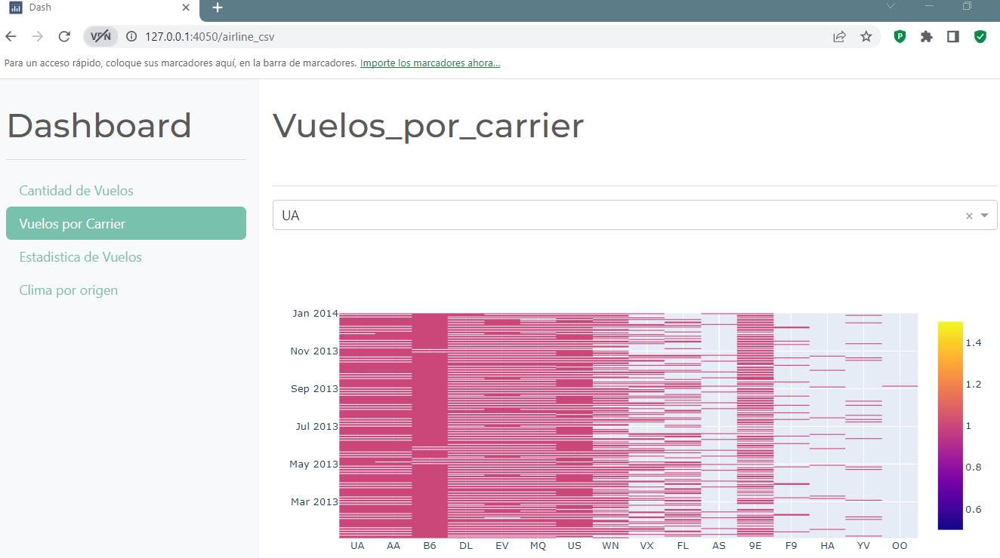 Dash
VPN
127.0.0.1:4050/airline_csv
Para un acceso rápido, coloque sus marcadores aquí, en la barra de marcadores. Importe los marcadores ahora...
Dashboard
Cantidad de Vuelos
Vuelos por Carrier
Estadistica de Vuelos
Clima por origen
Vuelos_por_carrier
UA
Jan 2014
Nov 2013
Sep 2013
Jul 2013
May 2013
Mar 2013
UA AA B6 DL EV MQ US WN VX FL AS 9E F9 HA YV OO
1.4
1.2
1
0.8
0.6